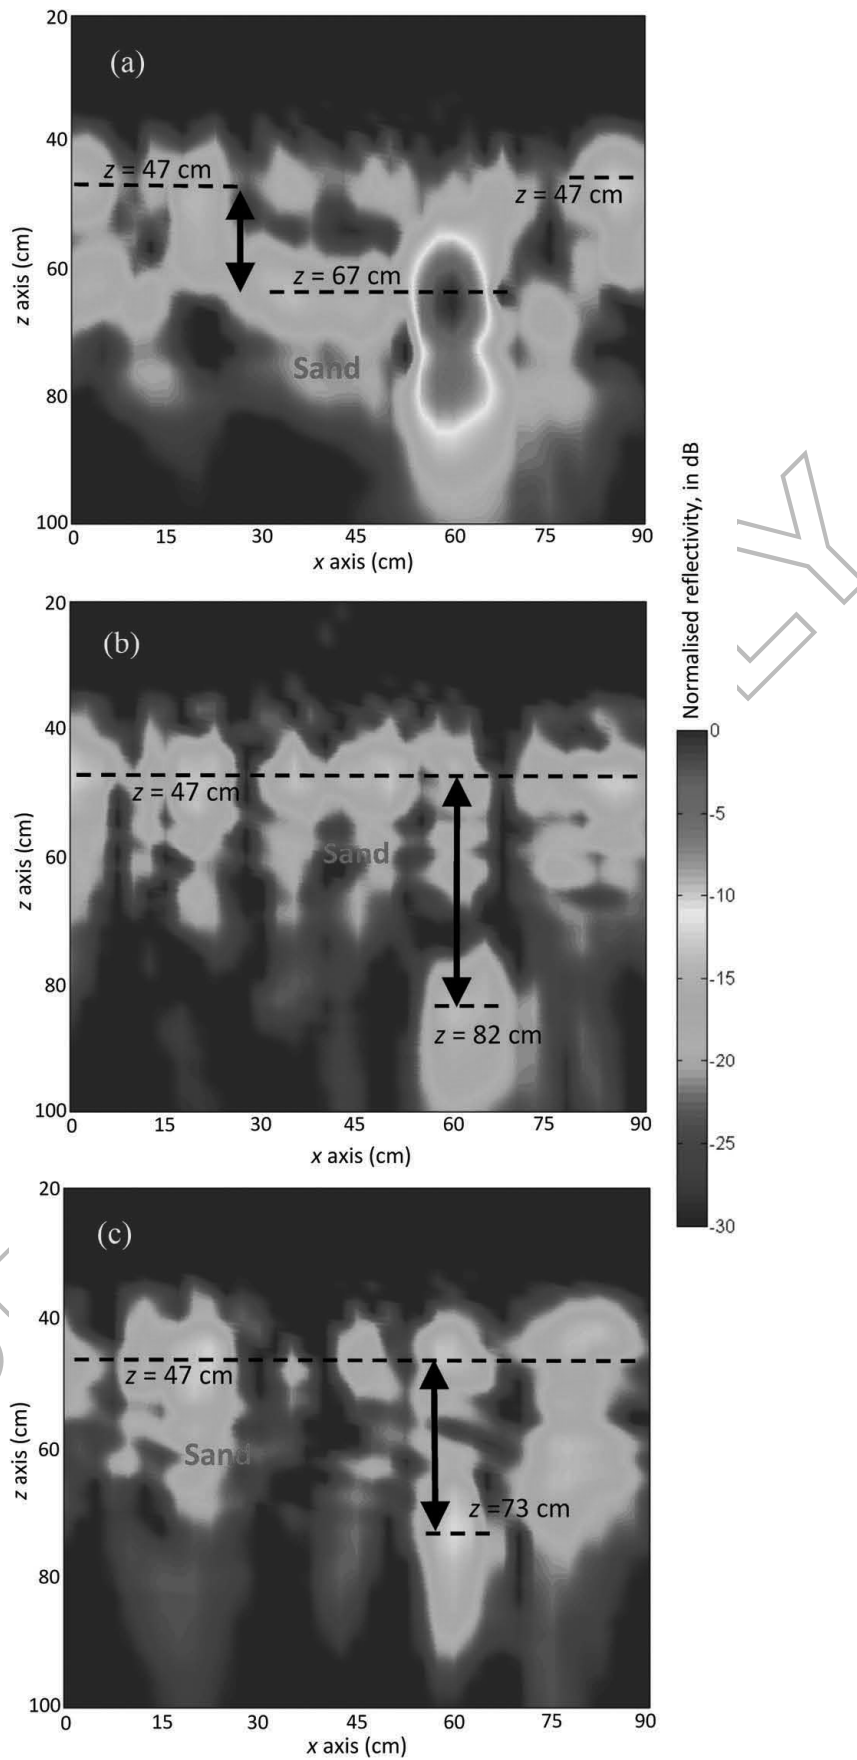 (a)
20
40
60
80
100
z axis (cm)
z = 47 cm
z = 47 cm
z = 67 cm
Sand
0 15 30 45 60 75 90
x axis (cm)
(b)
20
40
60
80
100
z axis (cm)
z = 47 cm
Sand
z = 82 cm
0 15 30 45 60 75 90
x axis (cm)
Normalised reflectivity, in dB
0
-5
-10
-15
-20
-25
-30
(c)
20
40
60
80
100
z axis (cm)
z = 47 cm
Sand
z =73 cm
0 15 30 45 60 75 90
x axis (cm)
LY